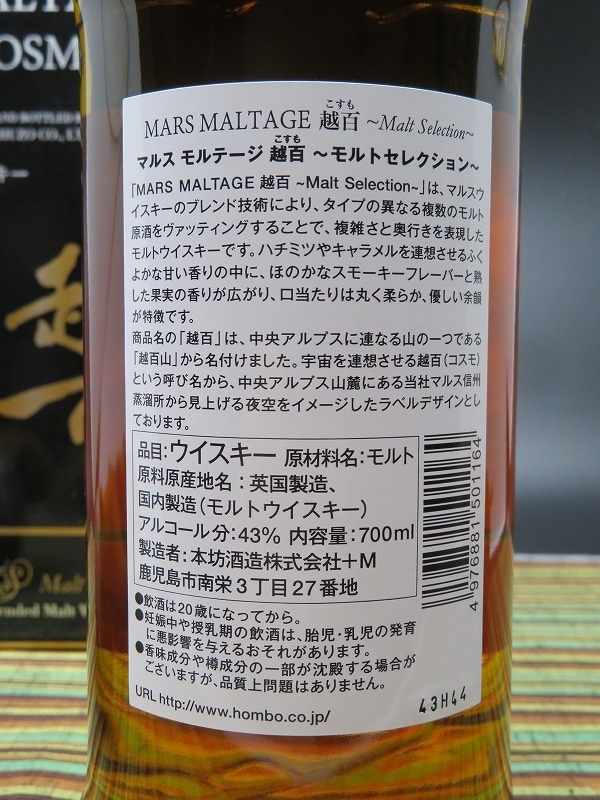 こすも
MARS MALTAGE 越百 ~Malt Selection~
こすも
マルス モルテージ 越百 ～モルトセレクション～
「MARS MALTAGE 越百 ~Malt Selection~」は、マルスウ
イスキーのブレンド技術により、タイプの異なる複数のモルト
原酒をヴァッティングすることで、複雑さと奥行きを表現した
モルトウイスキーです。ハチミツやキャラメルを連想させるふく
よかな甘い香りの中に、ほのかなスモーキーフレーバーと熟
した果実の香りが広がり、口当たりは丸く柔らか、優しい余韻
が特徴です。
商品名の「越百」は、中央アルプスに連なる山の一つである
「越百山」から名付けました。宇宙を連想させる越百(コスモ)
という呼び名から、中央アルプス山麓にある当社マルス信州
蒸溜所から見上げる夜空をイメージしたラベルデザインとし
ております。
品目:ウイスキー 原材料名:モルト
原料原産地名:英国製造、
国内製造(モルトウイスキー)
アルコール分:43% 内容量:700ml
製造者:本坊酒造株式会社+M
鹿児島市南栄3丁目27番地
4 976881 501164
●飲酒は20歳になってから。
●妊娠中や授乳期の飲酒は、胎児・乳児の発育
に悪影響を与えるおそれがあります。
●香味成分や樽成分の一部が沈殿する場合が
ございますが、品質上問題はありません。
URL http://www.hombo.co.jp/
43H44
OSM
キー
Malt